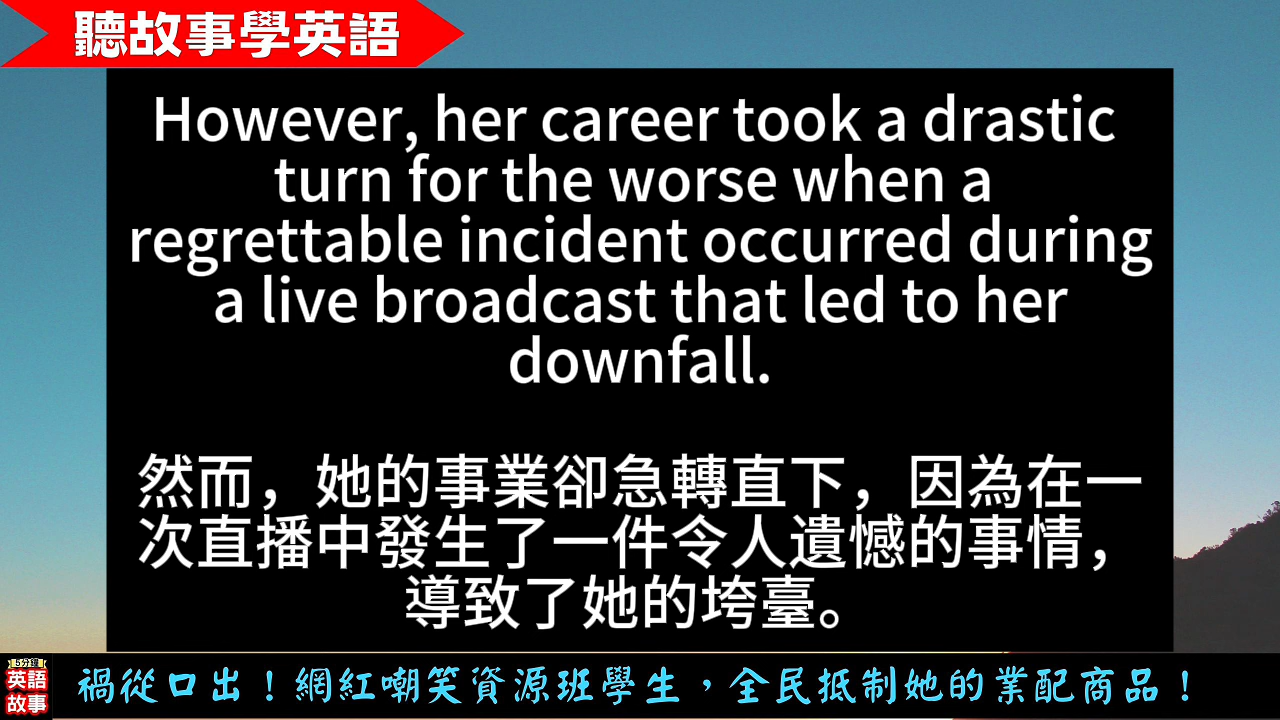 聽故事學英語
However, her career took a drastic
turn for the worse when a
regrettable incident occurred during
a live broadcast that led to her
downfall.
然而，她的事業卻急轉直下，因為在一
次直播中發生了一件令人遺憾的事情，
導致了她的垮臺。
5分鐘
英語
故事
禍從口出！網紅嘲笑資源班學生，全民抵制她的業配商品！